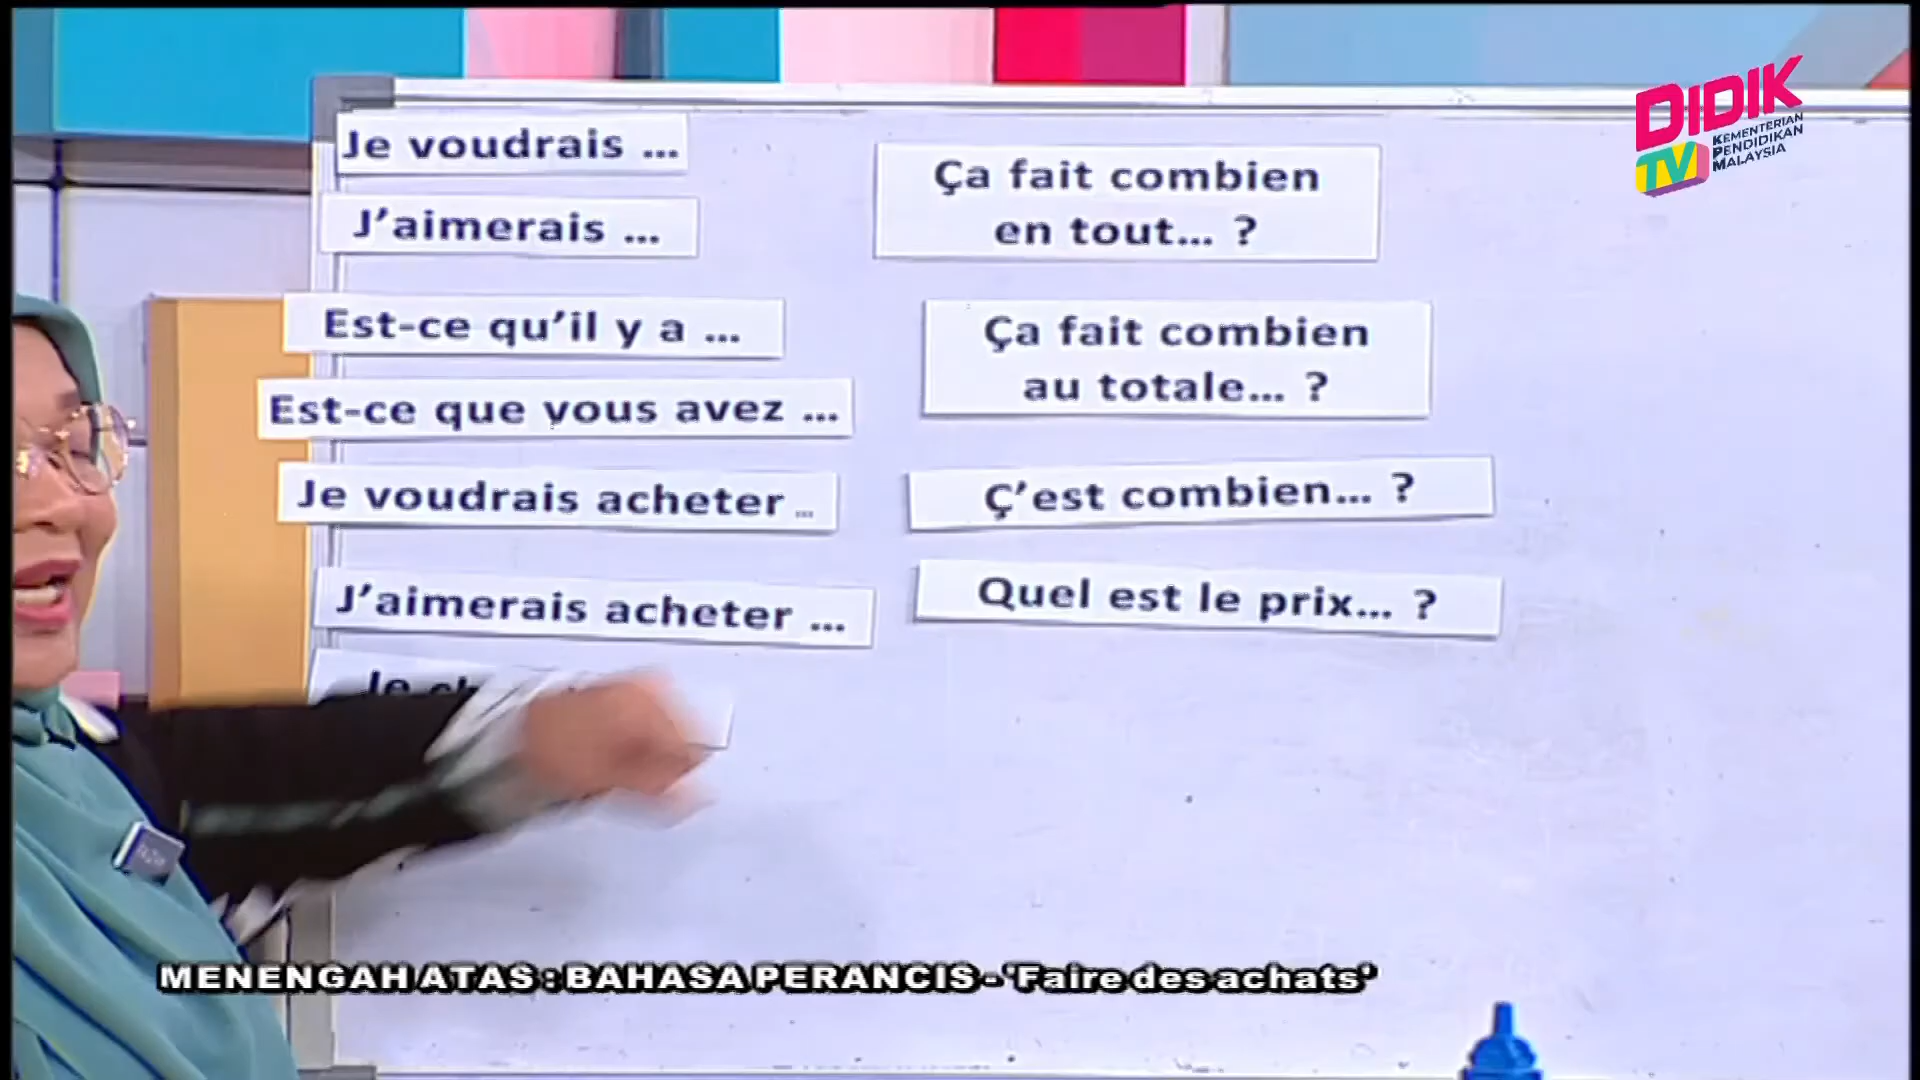 Je voudrais ...
J'aimerais ...
Est-ce qu'il y a ...
Est-ce que vous avez ...
Je voudrais acheter ...
J'aimerais acheter ...
Je
Ça fait combien
en tout... ?
Ça fait combien
au totale... ?
Ç'est combien... ?
Quel est le prix... ?
DIDIK
TV
KEMENTERIAN
PENDIDIKAN
MALAYSIA
MENENGAH ATAS : BAHASA PERANCIS - 'Faire des achats'